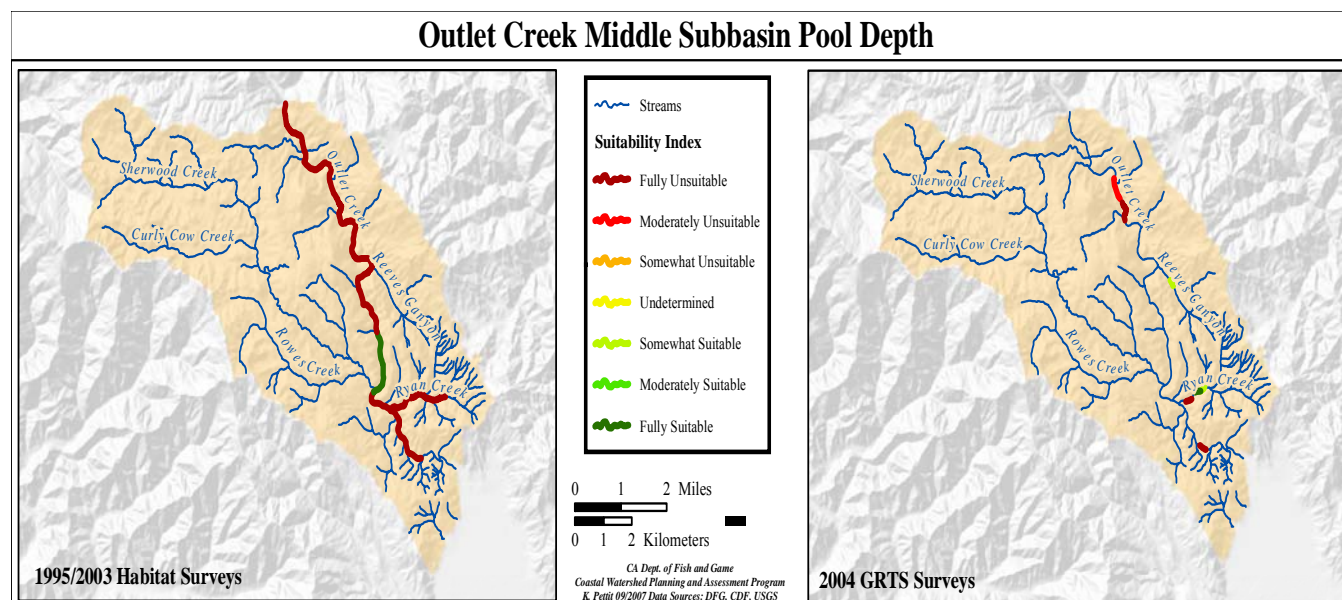 Outlet Creek Middle Subbasin Pool Depth
Sherwood Creek
Outlet Creek
Curly Cow Creek
Reeves Canyon
Rowes Creek
Ryan Creek
1995/2003 Habitat Surveys
Streams
Suitability Index
Fully Unsuitable
Moderately Unsuitable
Somewhat Unsuitable
Undetermined
Somewhat Suitable
Moderately Suitable
Fully Suitable
0 1 2 Miles
0 1 2 Kilometers
CA Dept. of Fish and Game
Coastal Watershed Planning and Assessment Program
K. Pettit 09/2007 Data Sources: DFG, CDF, USGS
Sherwood Creek
Outlet Creek
Curly Cow Creek
Reeves Canyon
Rowes Creek
Ryan Creek
2004 GRTS Surveys